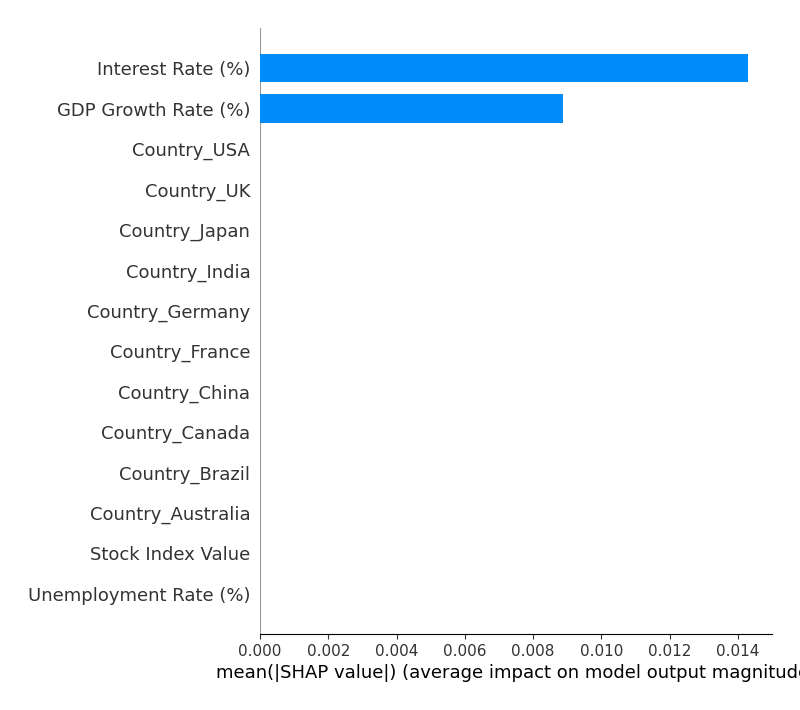 Interest Rate (%)
GDP Growth Rate (%)
Country_USA
Country_UK
Country_Japan
Country_India
Country_Germany
Country_France
Country_China
Country_Canada
Country_Brazil
Country_Australia
Stock Index Value
Unemployment Rate (%)
0.000 0.002 0.004 0.006 0.008 0.010 0.012 0.014
mean(|SHAP value|) (average impact on model output magnitude